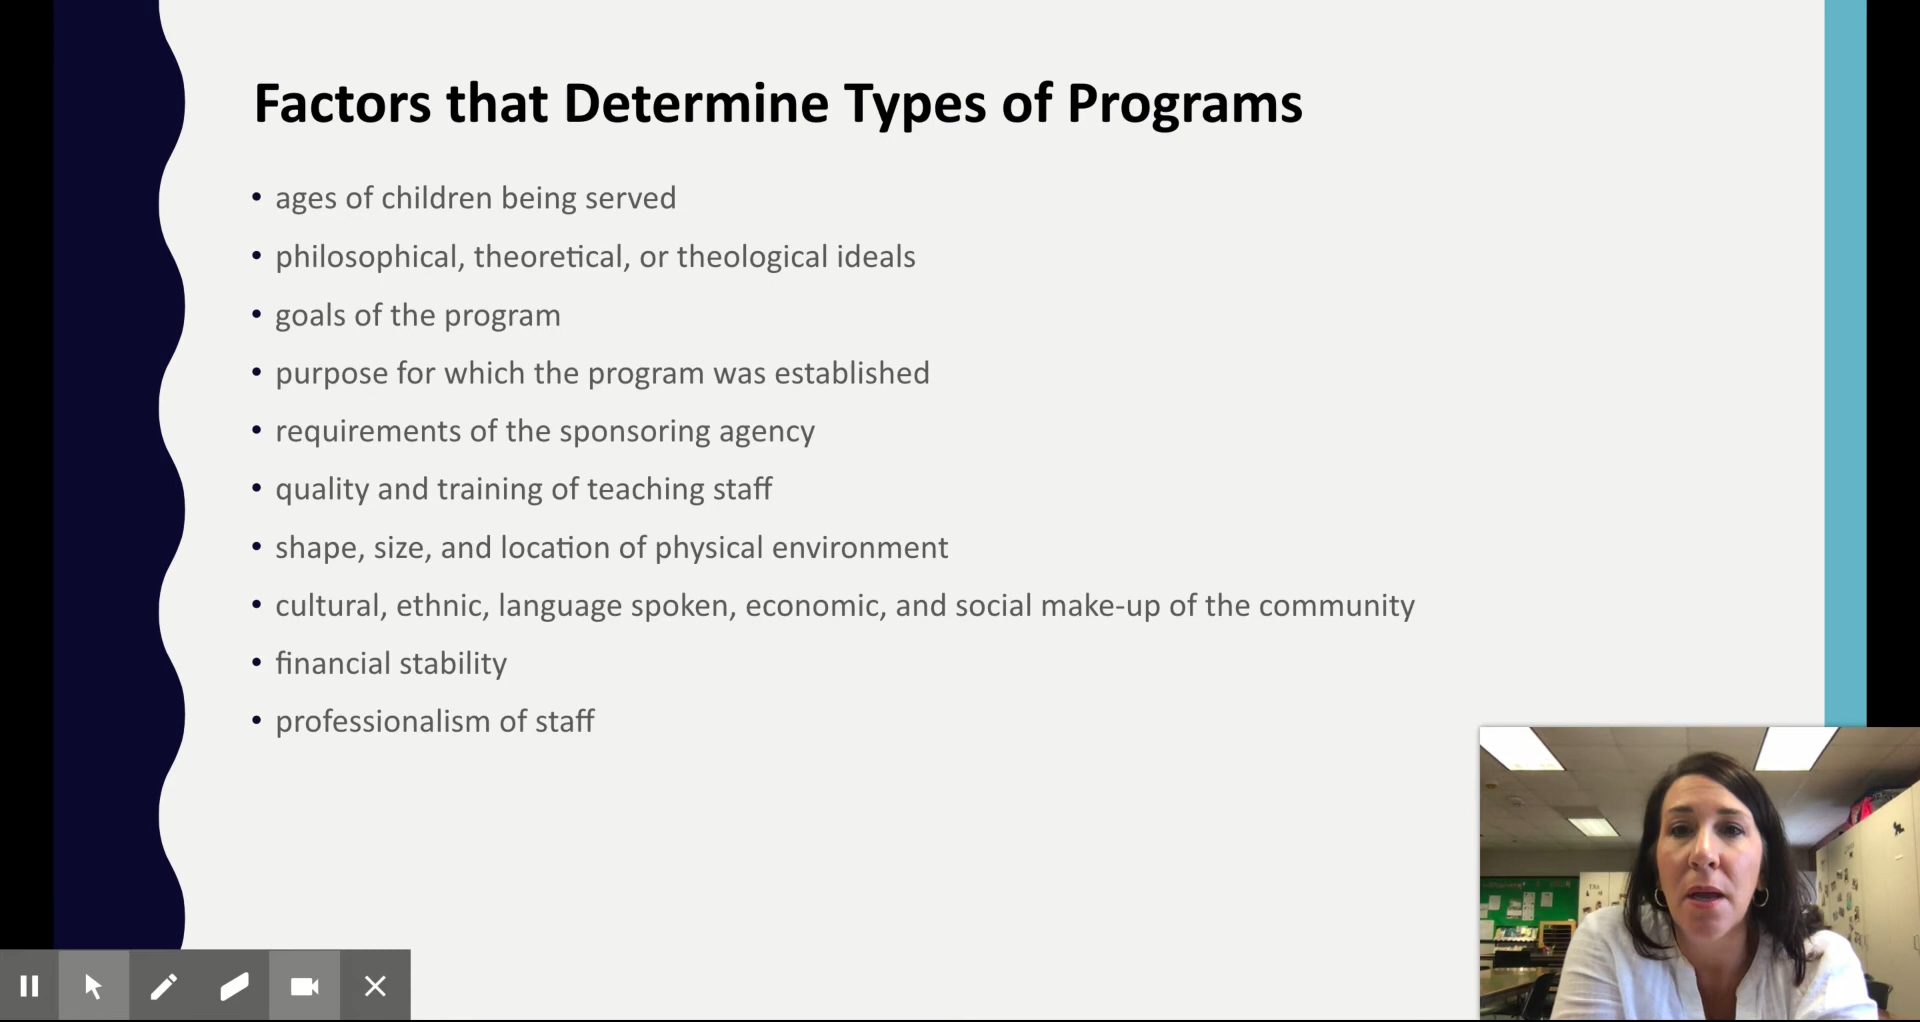 Factors that Determine Types of Programs
• ages of children being served
• philosophical, theoretical, or theological ideals
• goals of the program
• purpose for which the program was established
• requirements of the sponsoring agency
• quality and training of teaching staff
• shape, size, and location of physical environment
• cultural, ethnic, language spoken, economic, and social make-up of the community
• financial stability
• professionalism of staff